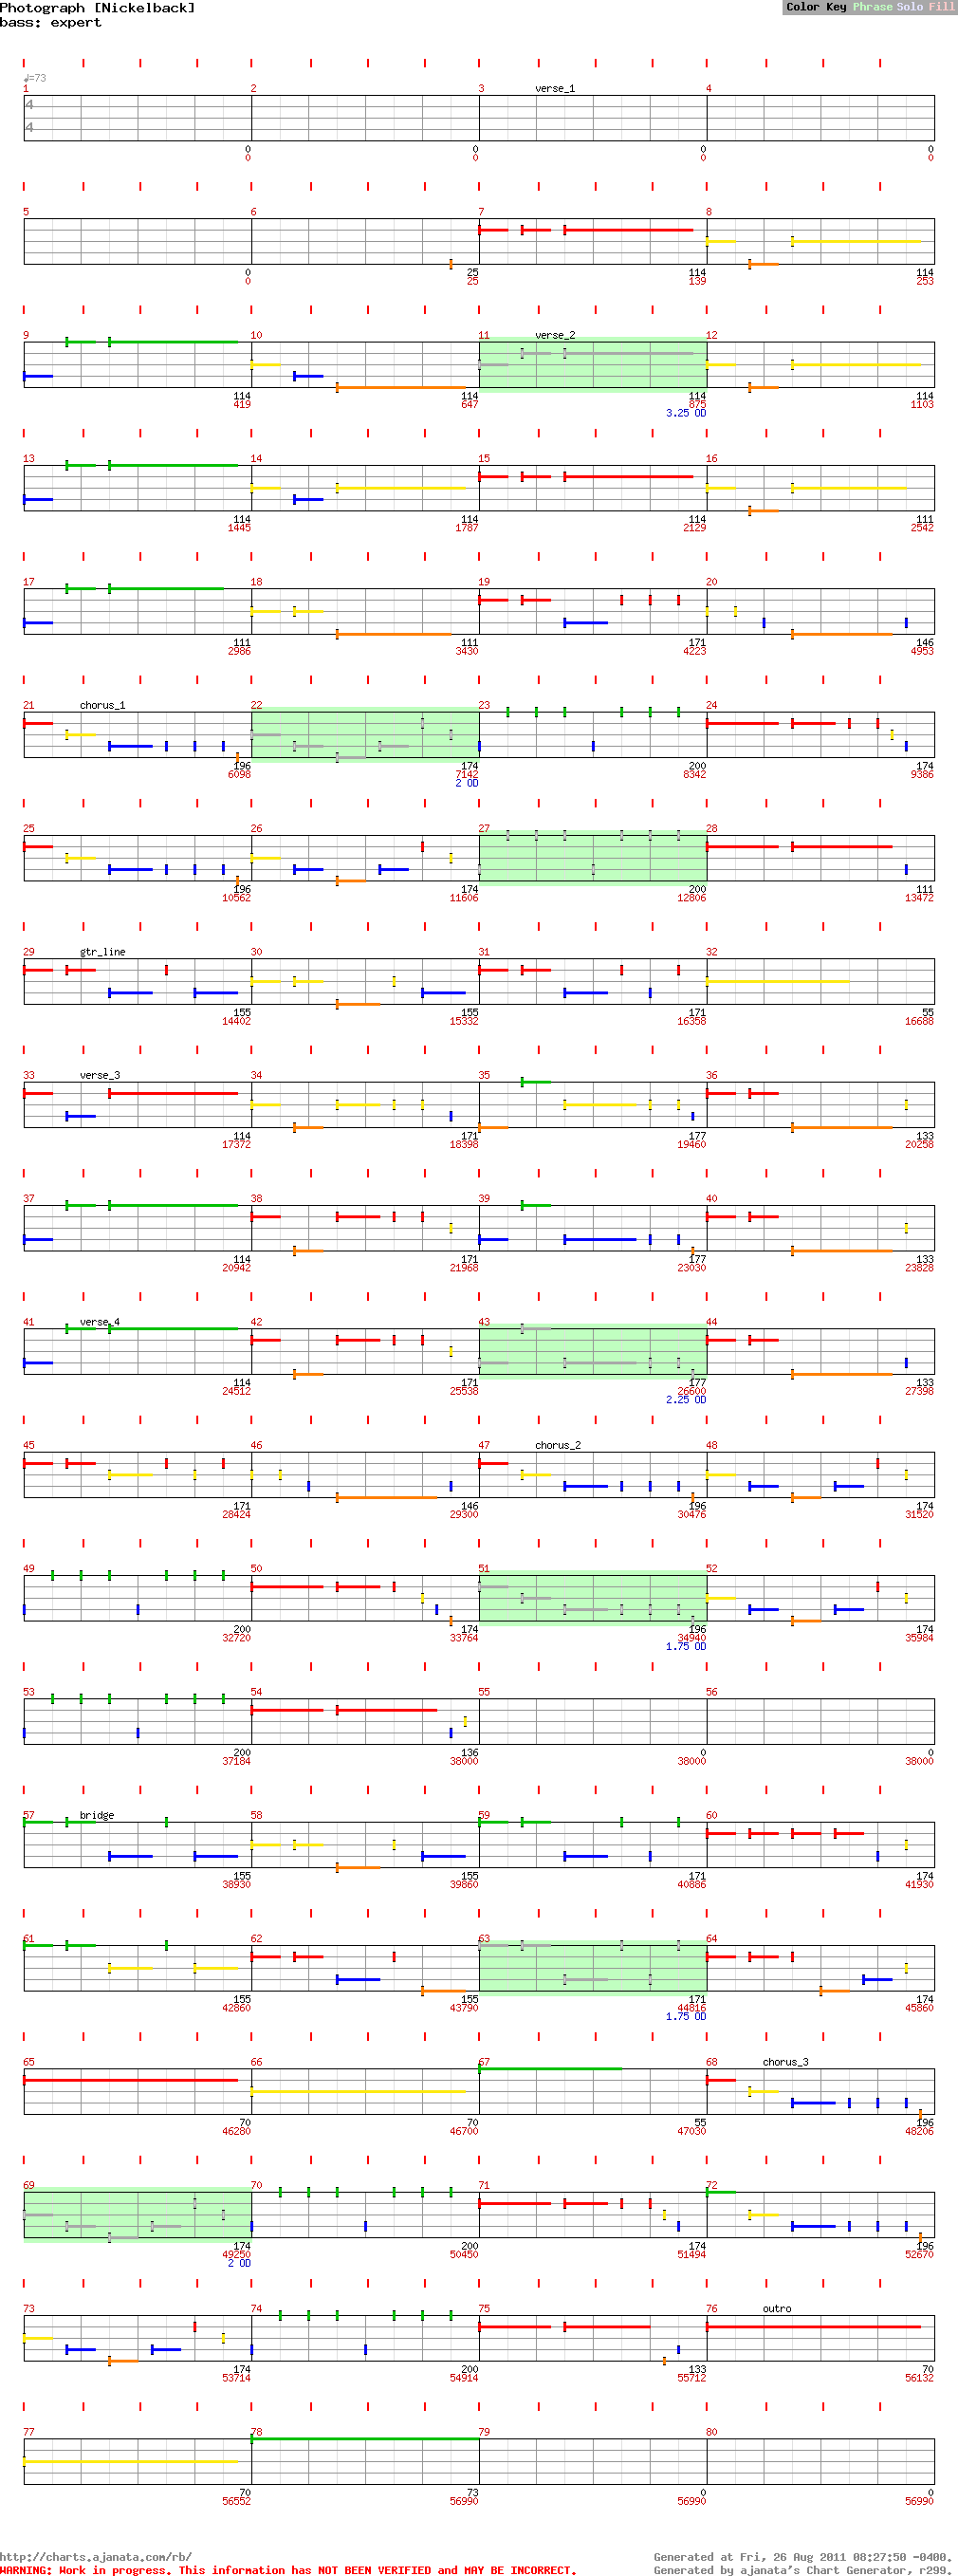 Photograph [Nickelback]
Color Key Phrase Solo Fill
bass: expert
♩=73
1 2 3 verse_1 4
4
4
0 0 0 0
0 0 0 0
5 6 7 8
0 25 114 114
0 25 139 253
9 10 11 verse_2 12
114 114 114 114
419 647 875 1103
3.25 OD
13 14 15 16
114 114 114 111
1445 1787 2129 2542
17 18 19 20
111 111 171 146
2986 3430 4223 4953
21 chorus_1 22 23 24
196 174 200 174
6098 7142 8342 9386
2 OD
25 26 27 28
196 174 200 111
10562 11606 12806 13472
29 gtr_line 30 31 32
155 155 171 55
14402 15332 16358 16688
33 verse_3 34 35 36
114 171 177 133
17372 18398 19460 20258
37 38 39 40
114 171 177 133
20942 21968 23030 23828
41 verse_4 42 43 44
114 171 177 133
24512 25538 26600 27398
2.25 OD
45 46 47 chorus_2 48
171 146 196 174
28424 29300 30476 31520
49 50 51 52
200 174 196 174
32720 33764 34940 35984
1.75 OD
53 54 55 56
200 136 0 0
37184 38000 38000 38000
57 bridge 58 59 60
155 155 171 174
38930 39860 40886 41930
61 62 63 64
155 155 171 174
42860 43790 44816 45860
1.75 OD
65 66 67 68 chorus_3
70 70 55 196
46280 46700 47030 48206
69 70 71 72
174 200 174 196
49250 50450 51494 52670
2 OD
73 74 75 76 outro
174 200 133 70
53714 54914 55712 56132
77 78 79 80
70 73 0 0
56552 56990 56990 56990
http://charts.ajanata.com/rb/
Generated at Fri, 26 Aug 2011 08:27:50 -0400.
WARNING: Work in progress. This information has NOT BEEN VERIFIED and MAY BE INCORRECT.
Generated by ajanata's Chart Generator, r299.